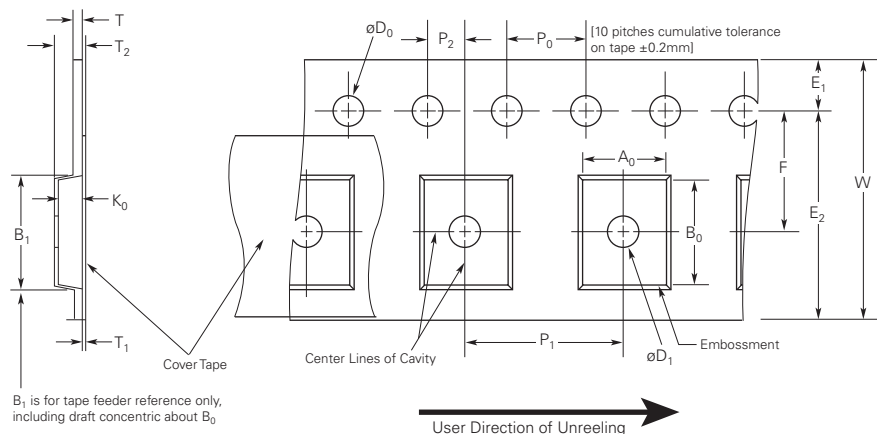 T
T2
øD0
P2
P0
[10 pitches cumulative tolerance
on tape ±0.2mm]
E1
A0
F
W
K0
B1
B0
E2
T1
Cover Tape
Center Lines of Cavity
P1
øD1
Embossment
B1 is for tape feeder reference only,
including draft concentric about B0
User Direction of Unreeling